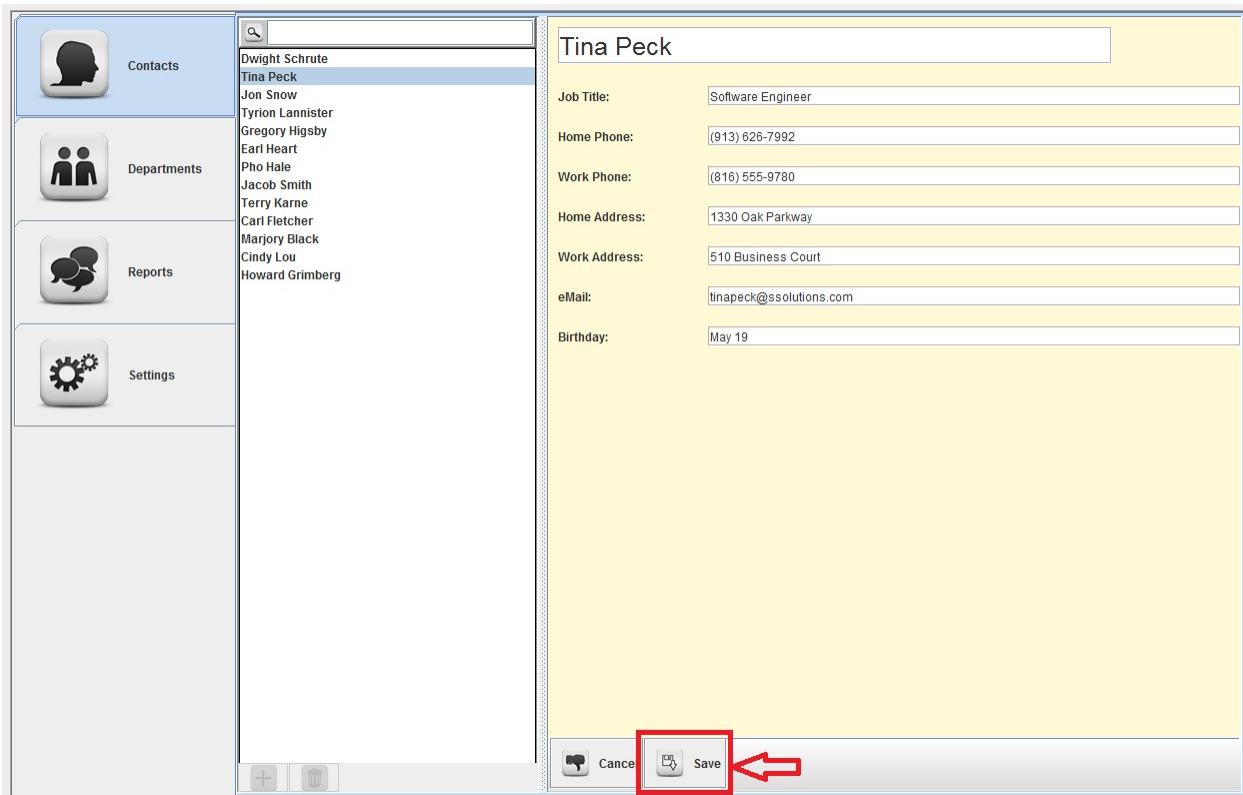 Contacts
Departments
Reports
Settings
Dwight Schrute
Tina Peck
Jon Snow
Tyrion Lannister
Gregory Higsby
Earl Heart
Pho Hale
Jacob Smith
Terry Karne
Carl Fletcher
Marjory Black
Cindy Lou
Howard Grimberg
Tina Peck
Job Title: Software Engineer
Home Phone: (913) 626-7992
Work Phone: (816) 555-9780
Home Address: 1330 Oak Parkway
Work Address: 510 Business Court
eMail: tinapeck@ssolutions.com
Birthday: May 19
Cance Save